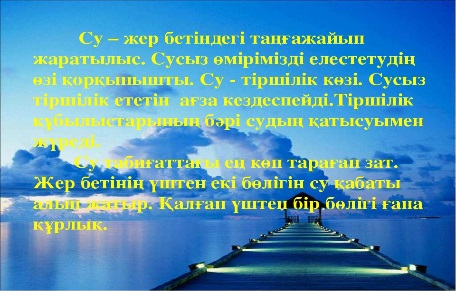 Су – жер бетіндегі таңғажайып
жаратылыс. Сусыз өмірімізді елестетудің
өзі қорқынышты. Су - тіршілік көзі. Сусыз
тіршілік ететін ағза кездеспейді.Тіршілік
құбылыстарының бәрі судың қатысуымен
жүреді.
Су табиғаттағы ең көп тараған зат.
Жер бетінің үштен екі бөлігін су қабаты
алып жатыр. Қалған үштен бір бөлігі ғана
құрлық.